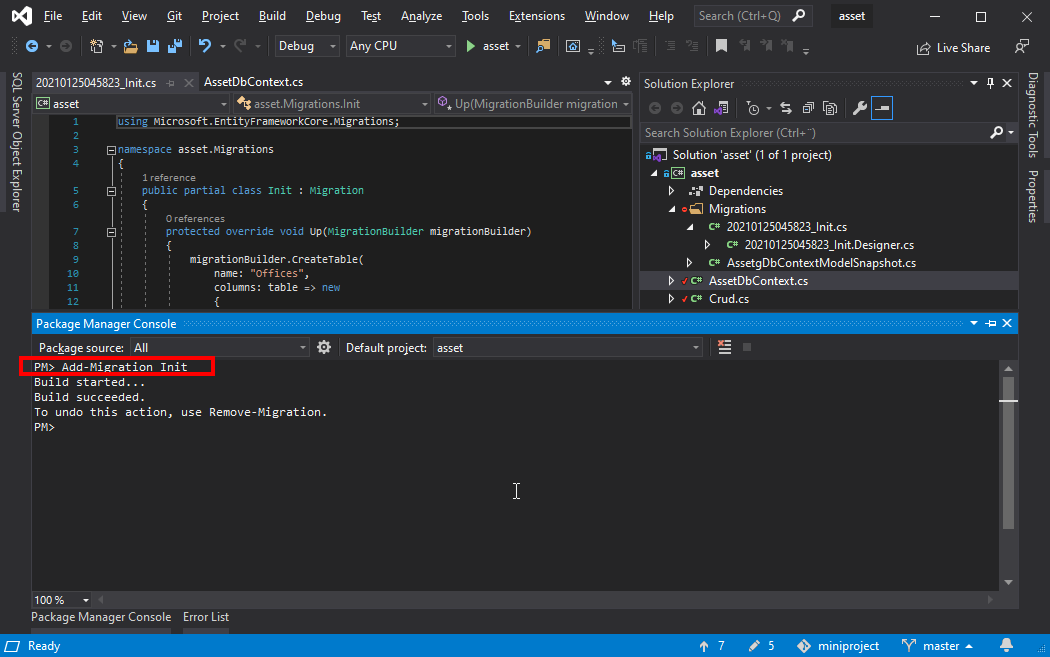 File Edit View Git Project Build Debug Test Analyze Tools Extensions Window Help Search (Ctrl+Q) asset
Debug Any CPU asset Live Share
SQL Server Object Explorer
20210125045823_Init.cs AssetDbContext.cs
asset asset.Migrations.Init Up(MigrationBuilder migration
1 using Microsoft.EntityFrameworkCore.Migrations;
2
3 namespace asset.Migrations
4 {
1 reference
5 public partial class Init : Migration
6 {
0 references
7 protected override void Up(MigrationBuilder migrationBuilder)
8 {
9 migrationBuilder.CreateTable(
10 name: "Offices",
11 columns: table => new
12 {
Solution Explorer
Search Solution Explorer (Ctrl+¨)
Solution 'asset' (1 of 1 project)
C# asset
Dependencies
Migrations
C# 20210125045823_Init.cs
C# 20210125045823_Init.Designer.cs
C# AssetgDbContextModelSnapshot.cs
C# AssetDbContext.cs
C# Crud.cs
Diagnostic Tools
Properties
Package Manager Console
Package source: All Default project: asset
PM> Add-Migration Init
Build started...
Build succeeded.
To undo this action, use Remove-Migration.
PM>
100 %
Package Manager Console Error List
Ready 7 5 miniproject master